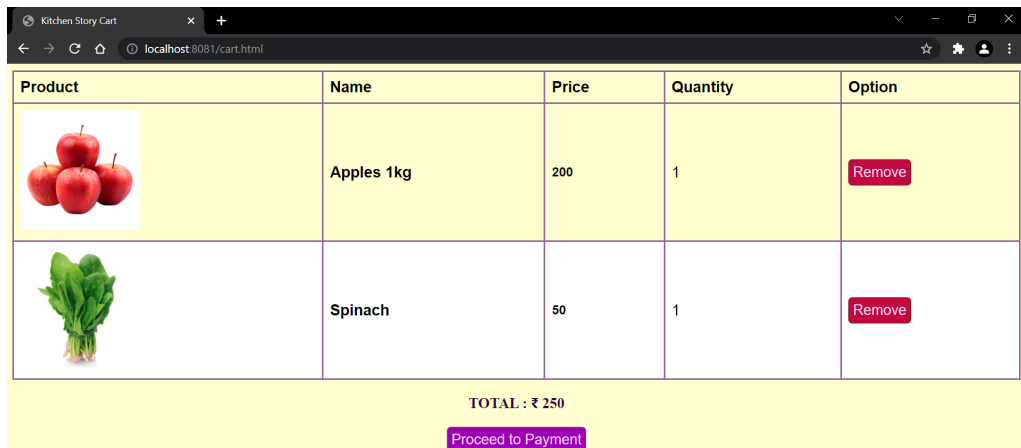 Kitchen Story Cart
localhost:8081/cart.html
Product Name Price Quantity Option
Apples 1kg 200 1 Remove
Spinach 50 1 Remove
TOTAL : ₹ 250
Proceed to Payment